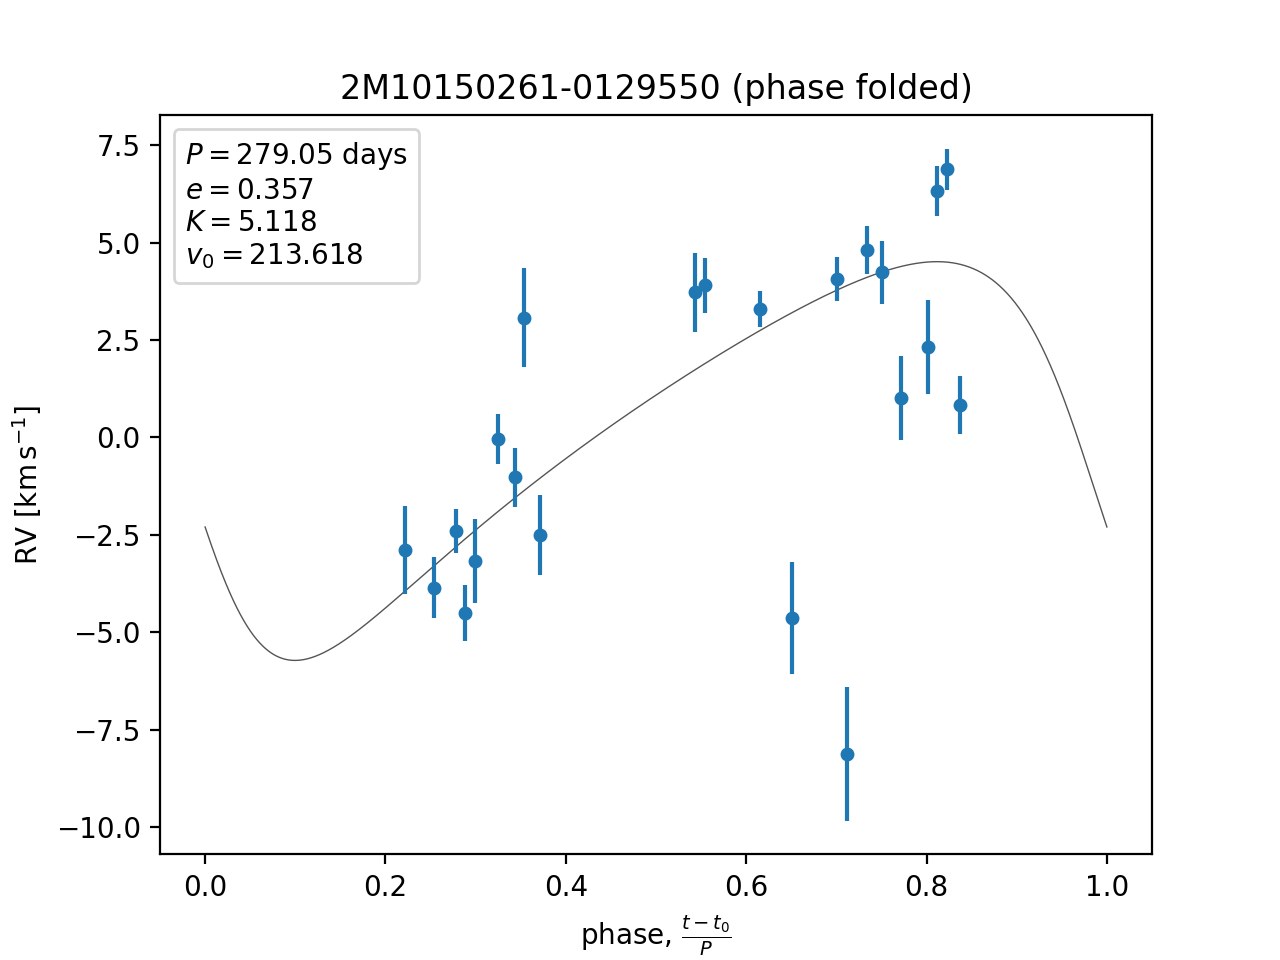 2M10150261-0129550 (phase folded)
P = 279.05 days
e = 0.357
K = 5.118
v₀ = 213.618
7.5
5.0
2.5
0.0
−2.5
−5.0
−7.5
−10.0
RV [km s⁻¹]
0.0 0.2 0.4 0.6 0.8 1.0
phase, (t − t₀)/P